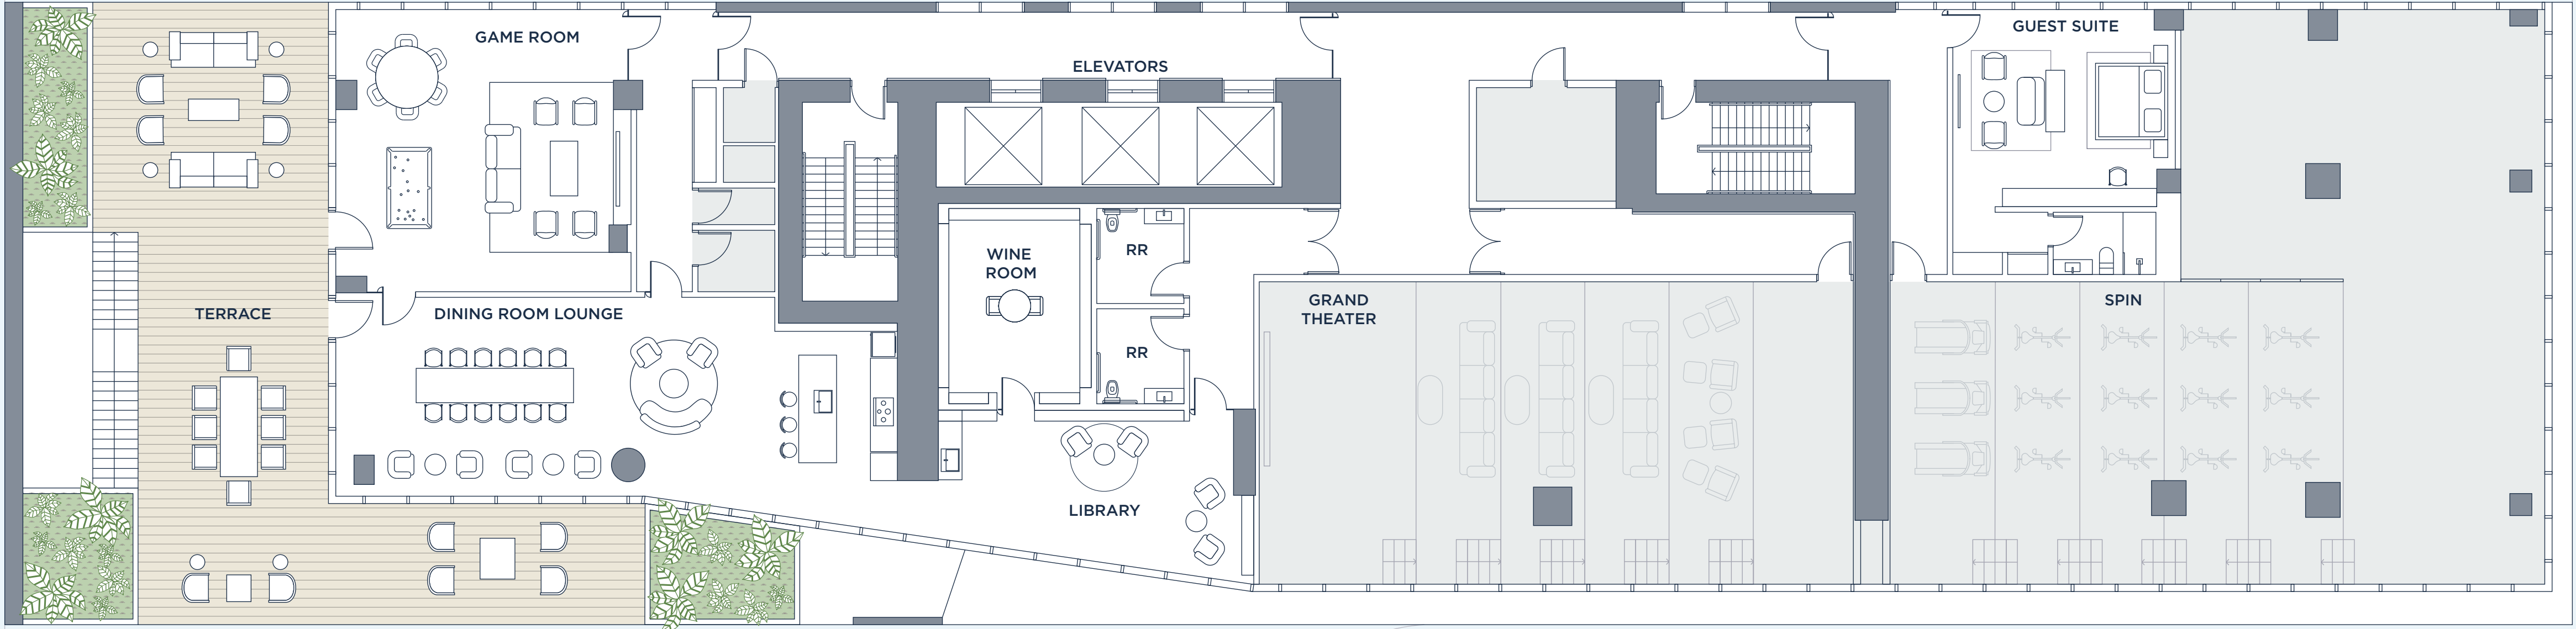 GAME ROOM
ELEVATORS
GUEST SUITE
WINE
ROOM
RR
RR
TERRACE
DINING ROOM LOUNGE
GRAND
THEATER
SPIN
LIBRARY